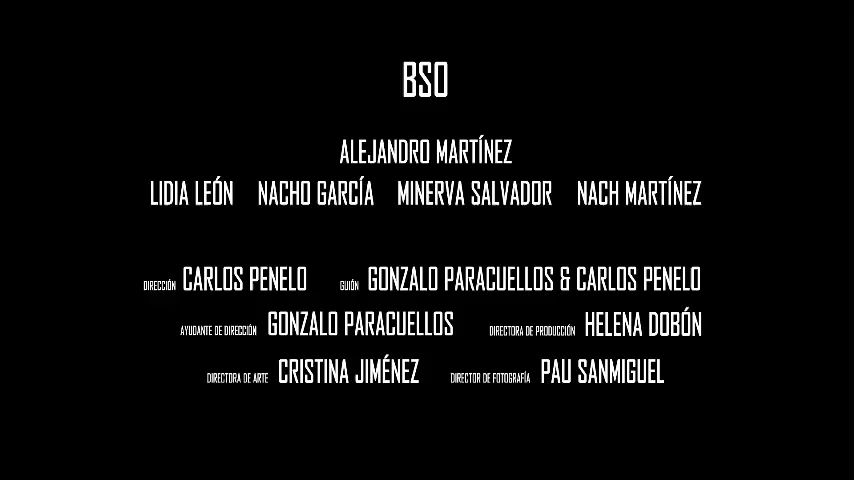 BSO
ALEJANDRO MARTÍNEZ
LIDIA LEÓN NACHO GARCÍA MINERVA SALVADOR NACH MARTÍNEZ
DIRECCIÓN CARLOS PENELO GUIÓN GONZALO PARACUELLOS & CARLOS PENELO
AYUDANTE DE DIRECCIÓN GONZALO PARACUELLOS DIRECTORA DE PRODUCCIÓN HELENA DOBÓN
DIRECTORA DE ARTE CRISTINA JIMÉNEZ DIRECTOR DE FOTOGRAFÍA PAU SANMIGUEL